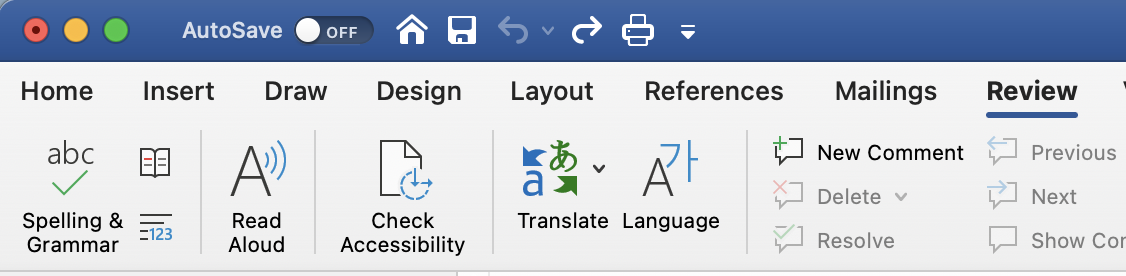 AutoSave OFF
Home Insert Draw Design Layout References Mailings Review
abc
Spelling &
Grammar
123
A
Read
Aloud
Check
Accessibility
あ
a
Translate
A가
Language
New Comment
Delete
Resolve
Previous
Next
Show